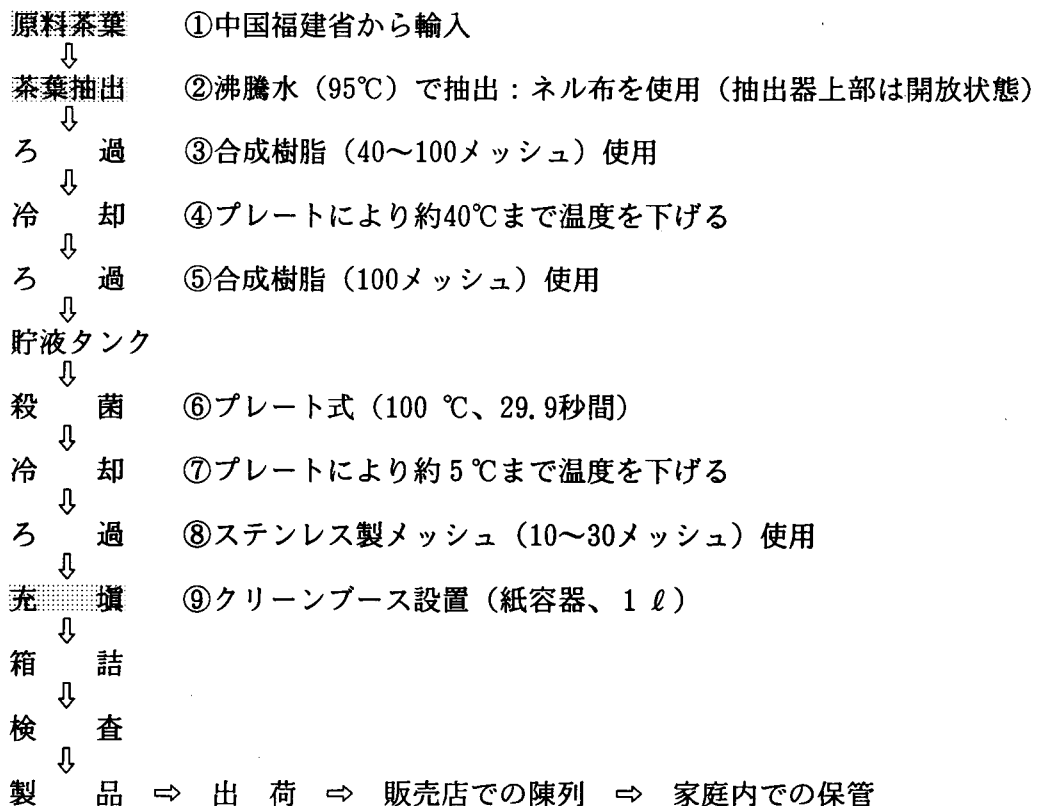 原料茶葉　①中国福建省から輸入
⇩
茶葉抽出　②沸騰水（95℃）で抽出：ネル布を使用（抽出器上部は開放状態）
⇩
ろ　過　③合成樹脂（40～100メッシュ）使用
⇩
冷　却　④プレートにより約40℃まで温度を下げる
⇩
ろ　過　⑤合成樹脂（100メッシュ）使用
⇩
貯液タンク
⇩
殺　菌　⑥プレート式（100 ℃、29.9秒間）
⇩
冷　却　⑦プレートにより約5℃まで温度を下げる
⇩
ろ　過　⑧ステンレス製メッシュ（10～30メッシュ）使用
⇩
充　塡　⑨クリーンブース設置（紙容器、1 ℓ）
⇩
箱　詰
⇩
検　査
⇩
製　品　⇨　出　荷　⇨　販売店での陳列　⇨　家庭内での保管